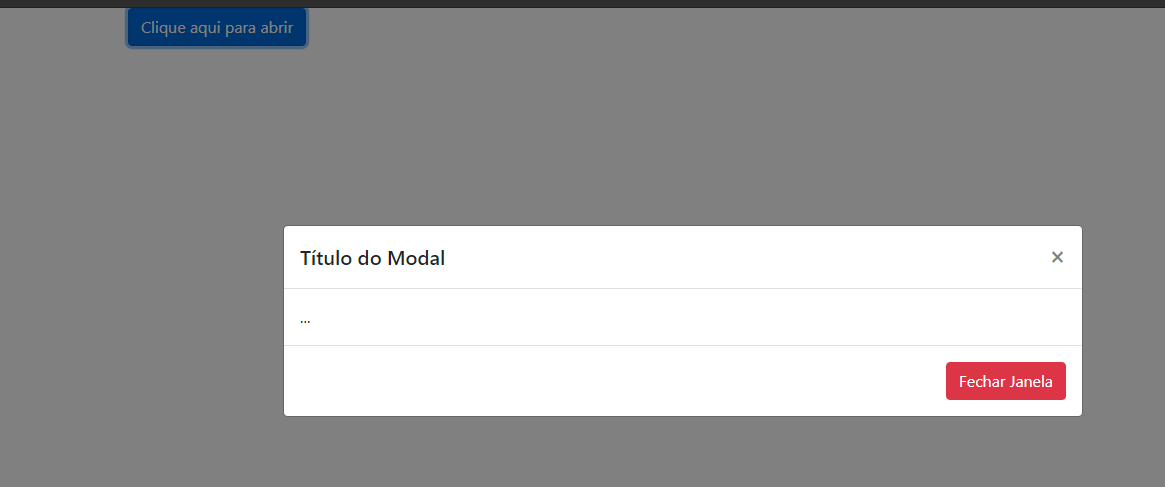 Clique aqui para abrir
Título do Modal
×
...
Fechar Janela